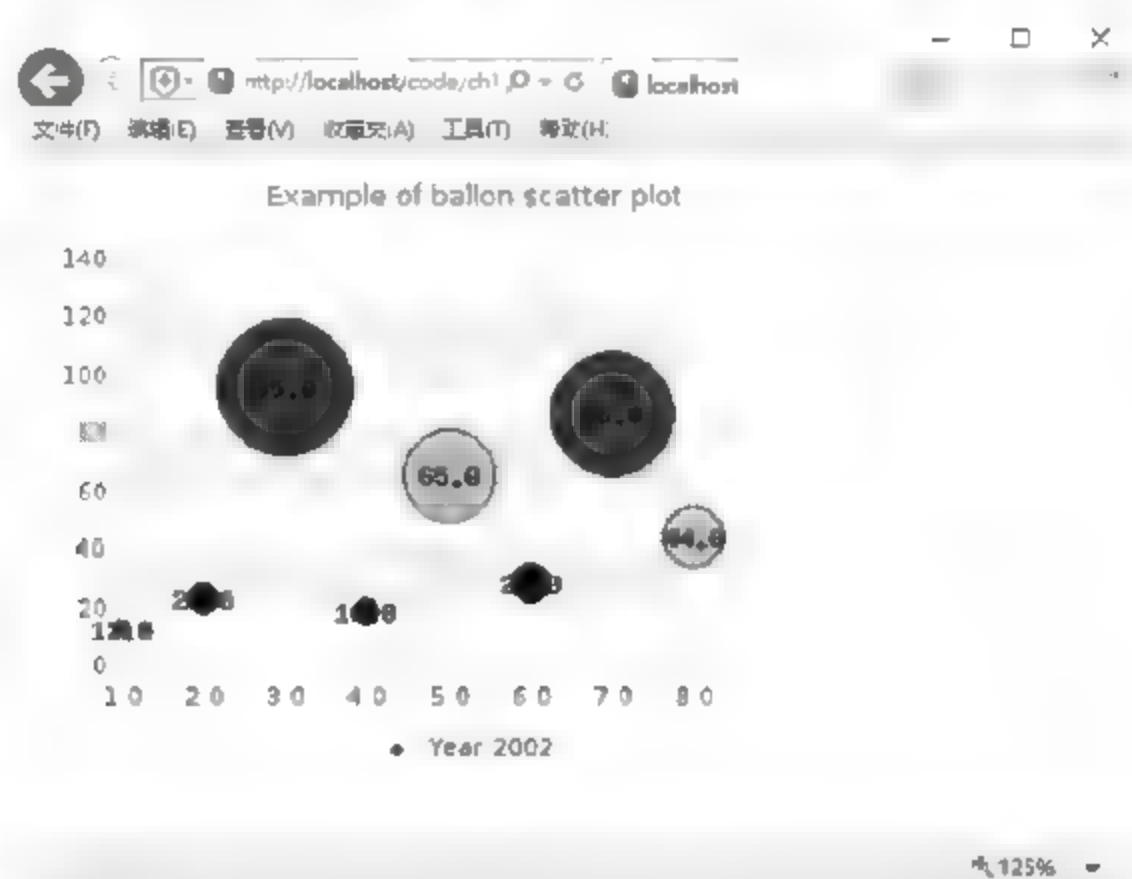 http://localhost/code/ch1 localhost
文件(F) 编辑(E) 查看(V) 收藏夹(A) 工具(T) 帮助(H)
Example of ballon scatter plot
140
120
100
60
65.0
40
20
0
10 20 30 40 50 60 70 80
Year 2002
125%